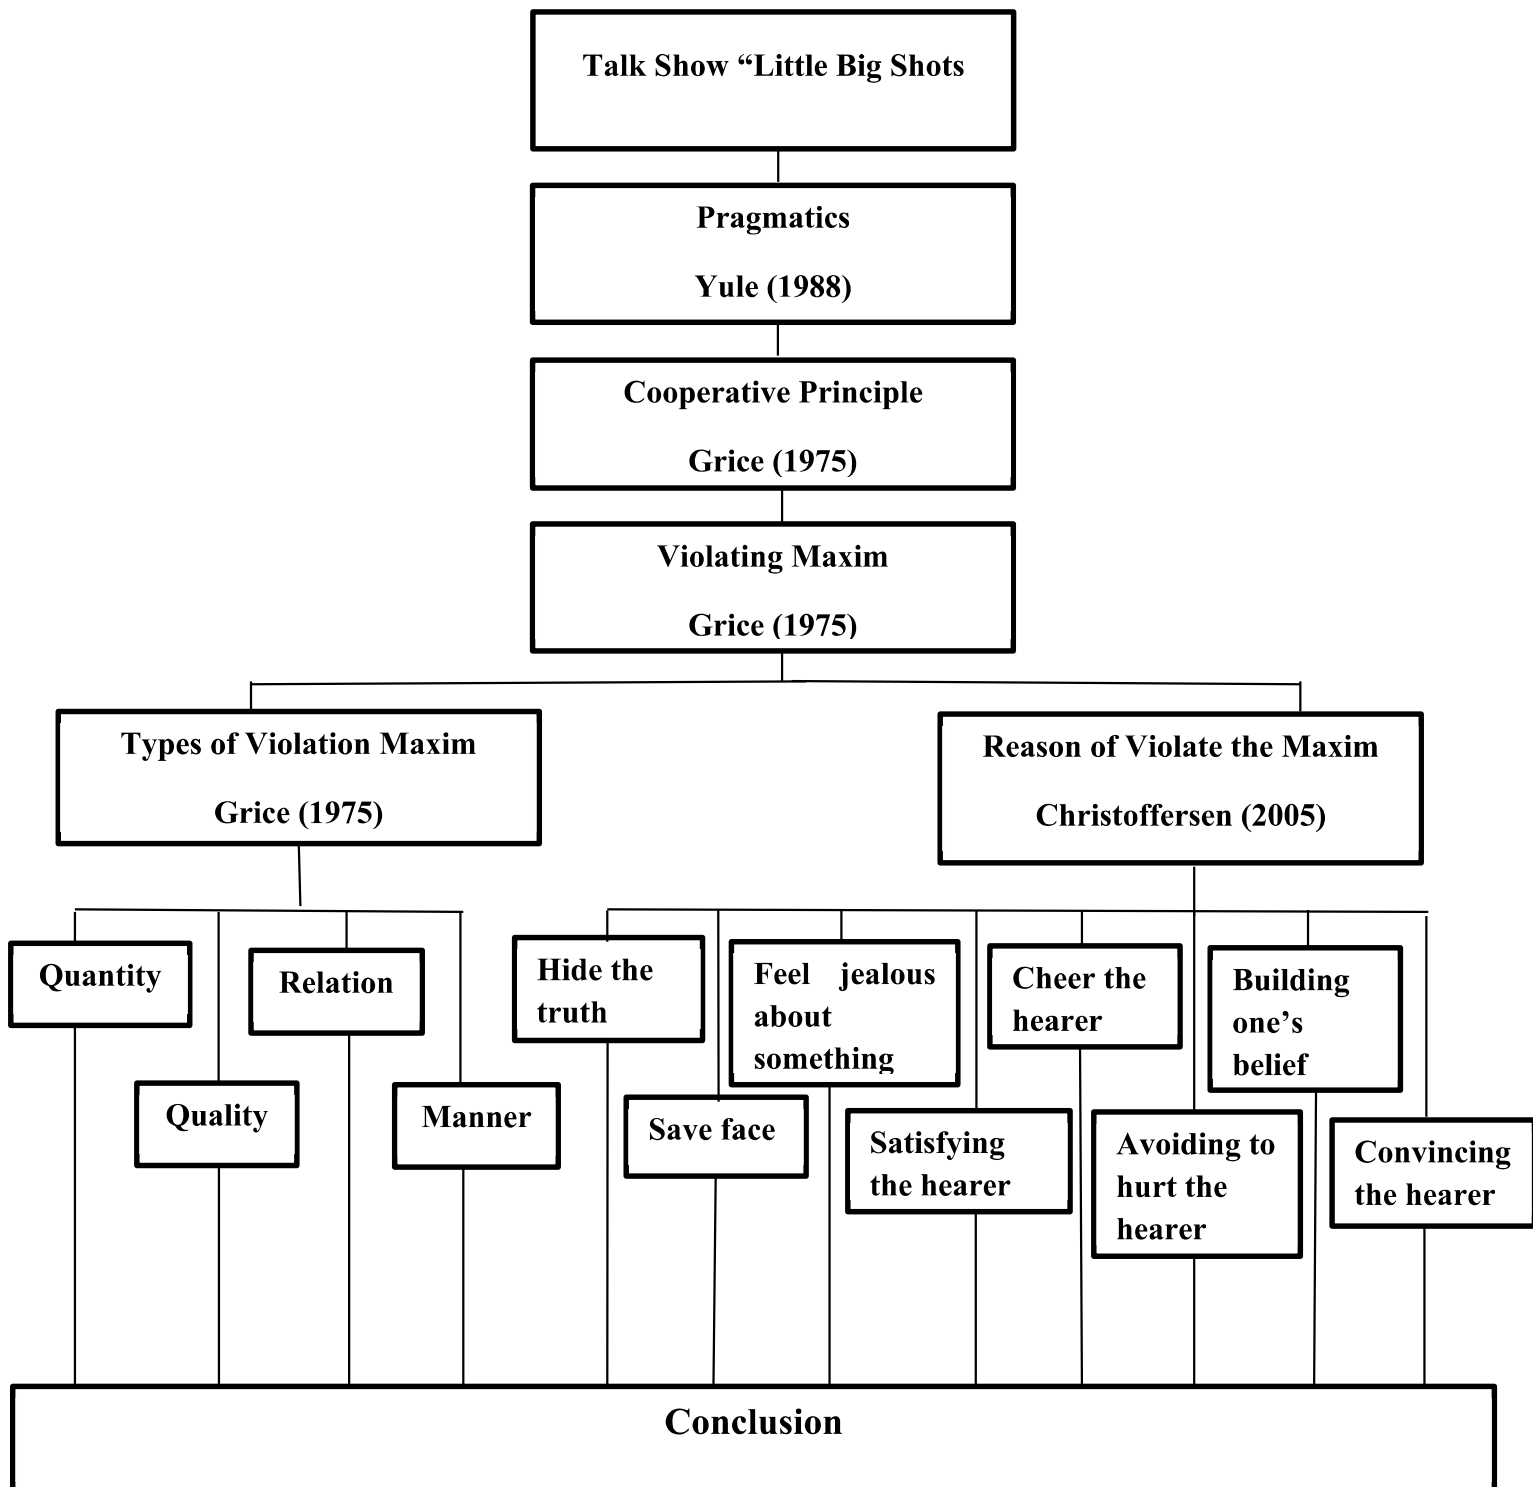 Talk Show “Little Big Shots
Pragmatics
Yule (1988)
Cooperative Principle
Grice (1975)
Violating Maxim
Grice (1975)
Types of Violation Maxim
Grice (1975)
Reason of Violate the Maxim
Christoffersen (2005)
Quantity
Quality
Relation
Manner
Hide the
truth
Save face
Feel jealous
about
something
Satisfying
the hearer
Cheer the
hearer
Avoiding to
hurt the
hearer
Building
one’s
belief
Convincing
the hearer
Conclusion